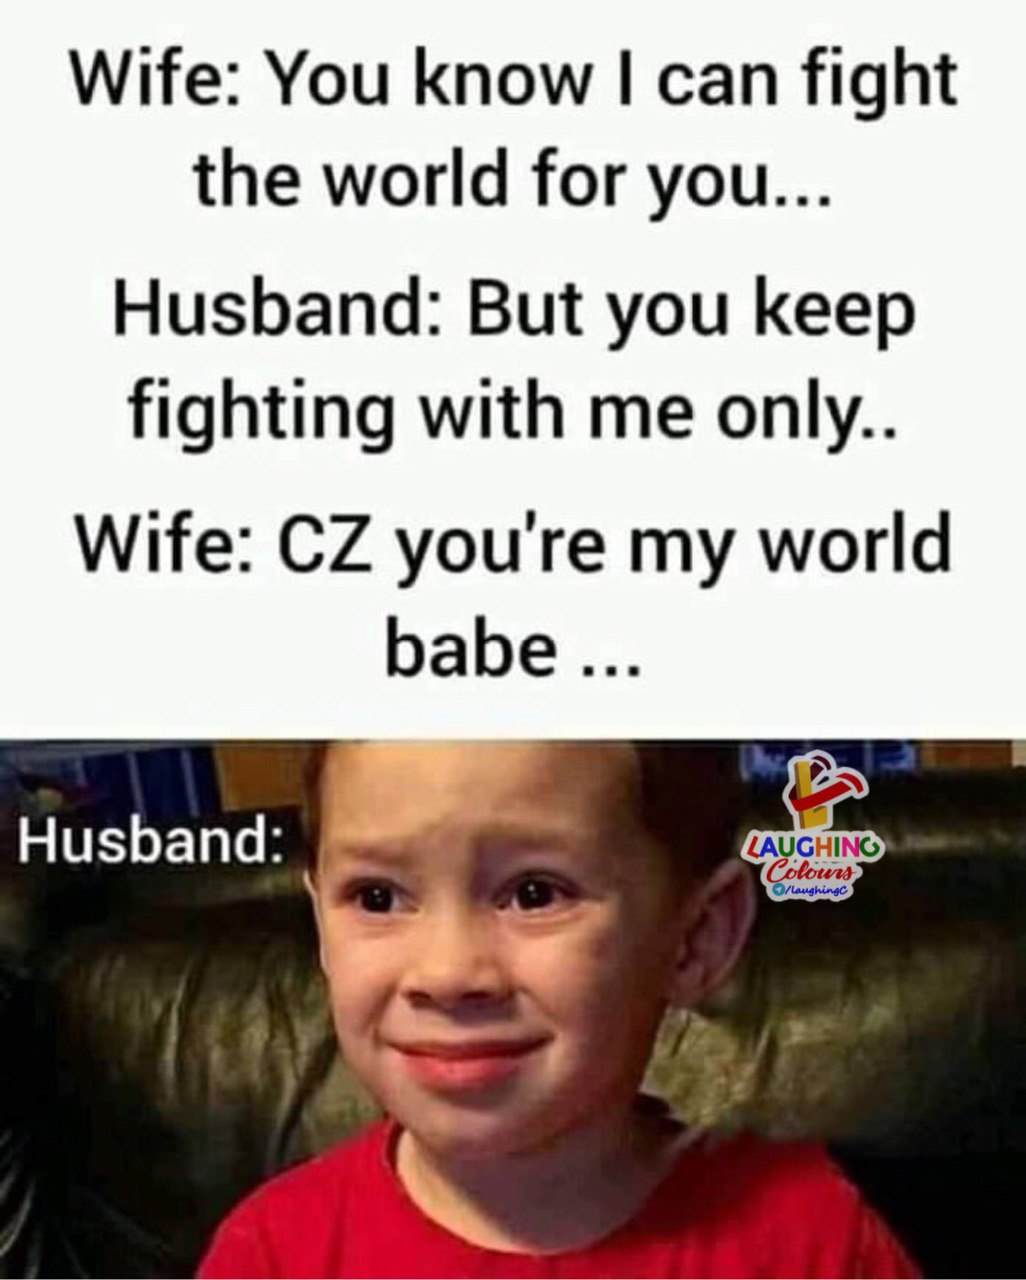 Wife: You know I can fight
the world for you...
Husband: But you keep
fighting with me only..
Wife: CZ you're my world
babe ...
Husband:
LAUGHING
Colours
/laughingC